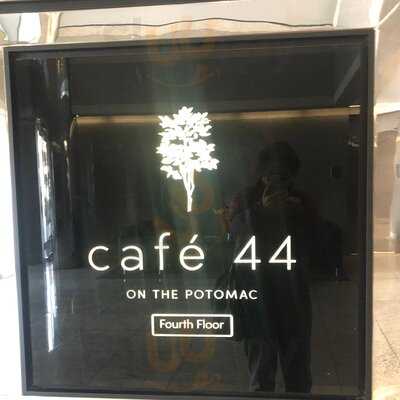 café 44
ON THE POTOMAC
Fourth Floor